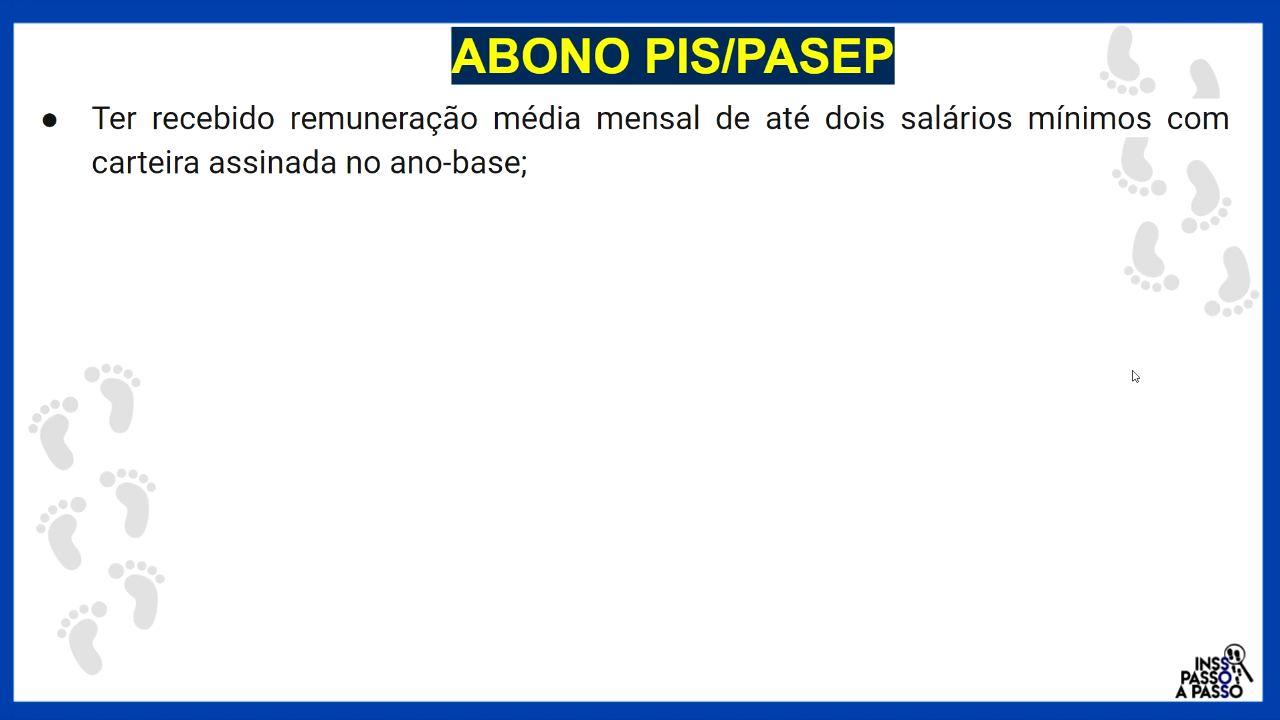 ABONO PIS/PASEP
● Ter recebido remuneração média mensal de até dois salários mínimos com
carteira assinada no ano-base;
INSS
PASSO
A PASSO